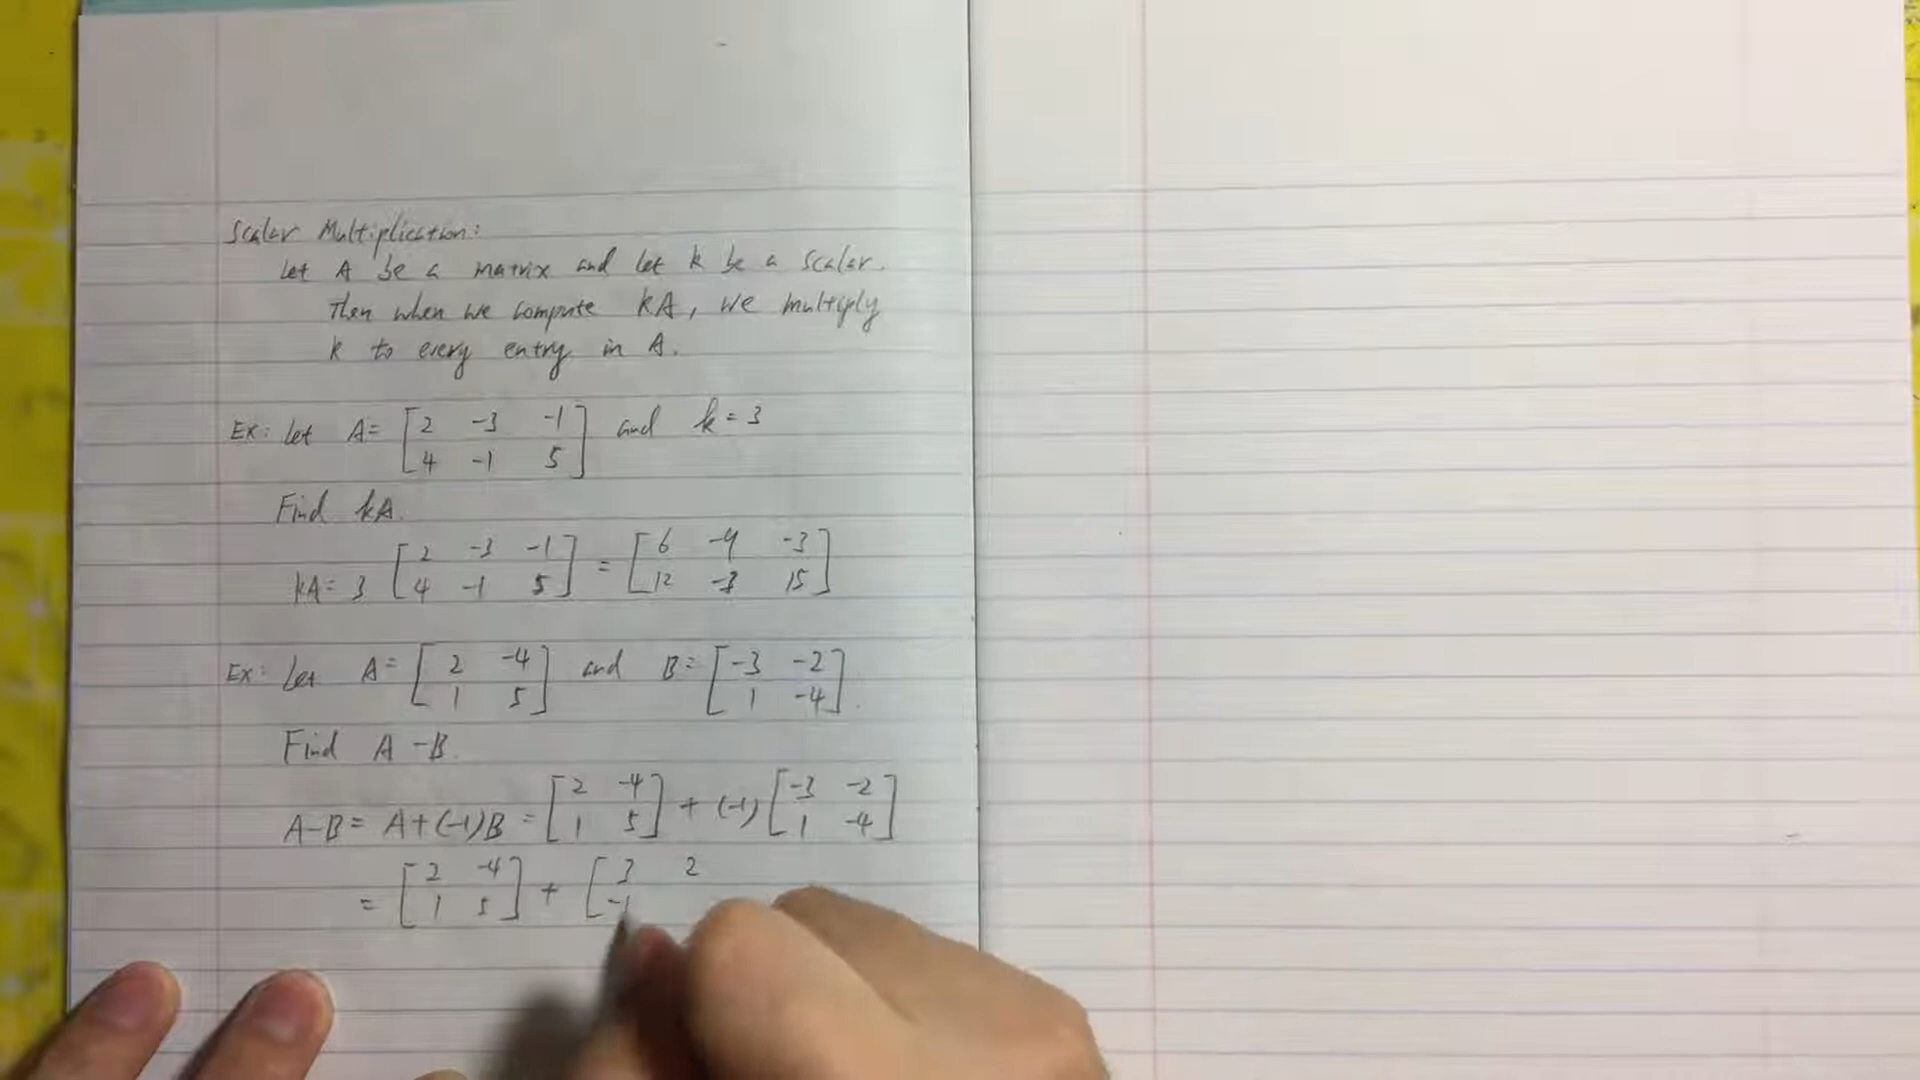 Scalar Multiplication:
Let A be a matrix and let k be a scalar.
Then when we compute kA, we multiply
k to every entry in A.
Ex: Let A= [2 -3 -1] and k=3
[4 -1 5]
Find kA.
kA= 3 [2 -3 -1] = [6 -9 -3]
[4 -1 5] [12 -3 15]
Ex: Let A= [2 -4] and B= [-3 -2]
[1 5] [1 -4].
Find A-B.
A-B= A+(-1)B = [2 -4] + (-1) [-3 -2]
[1 5] [1 -4]
= [2 -4] + [3 2
[1 5] [-1